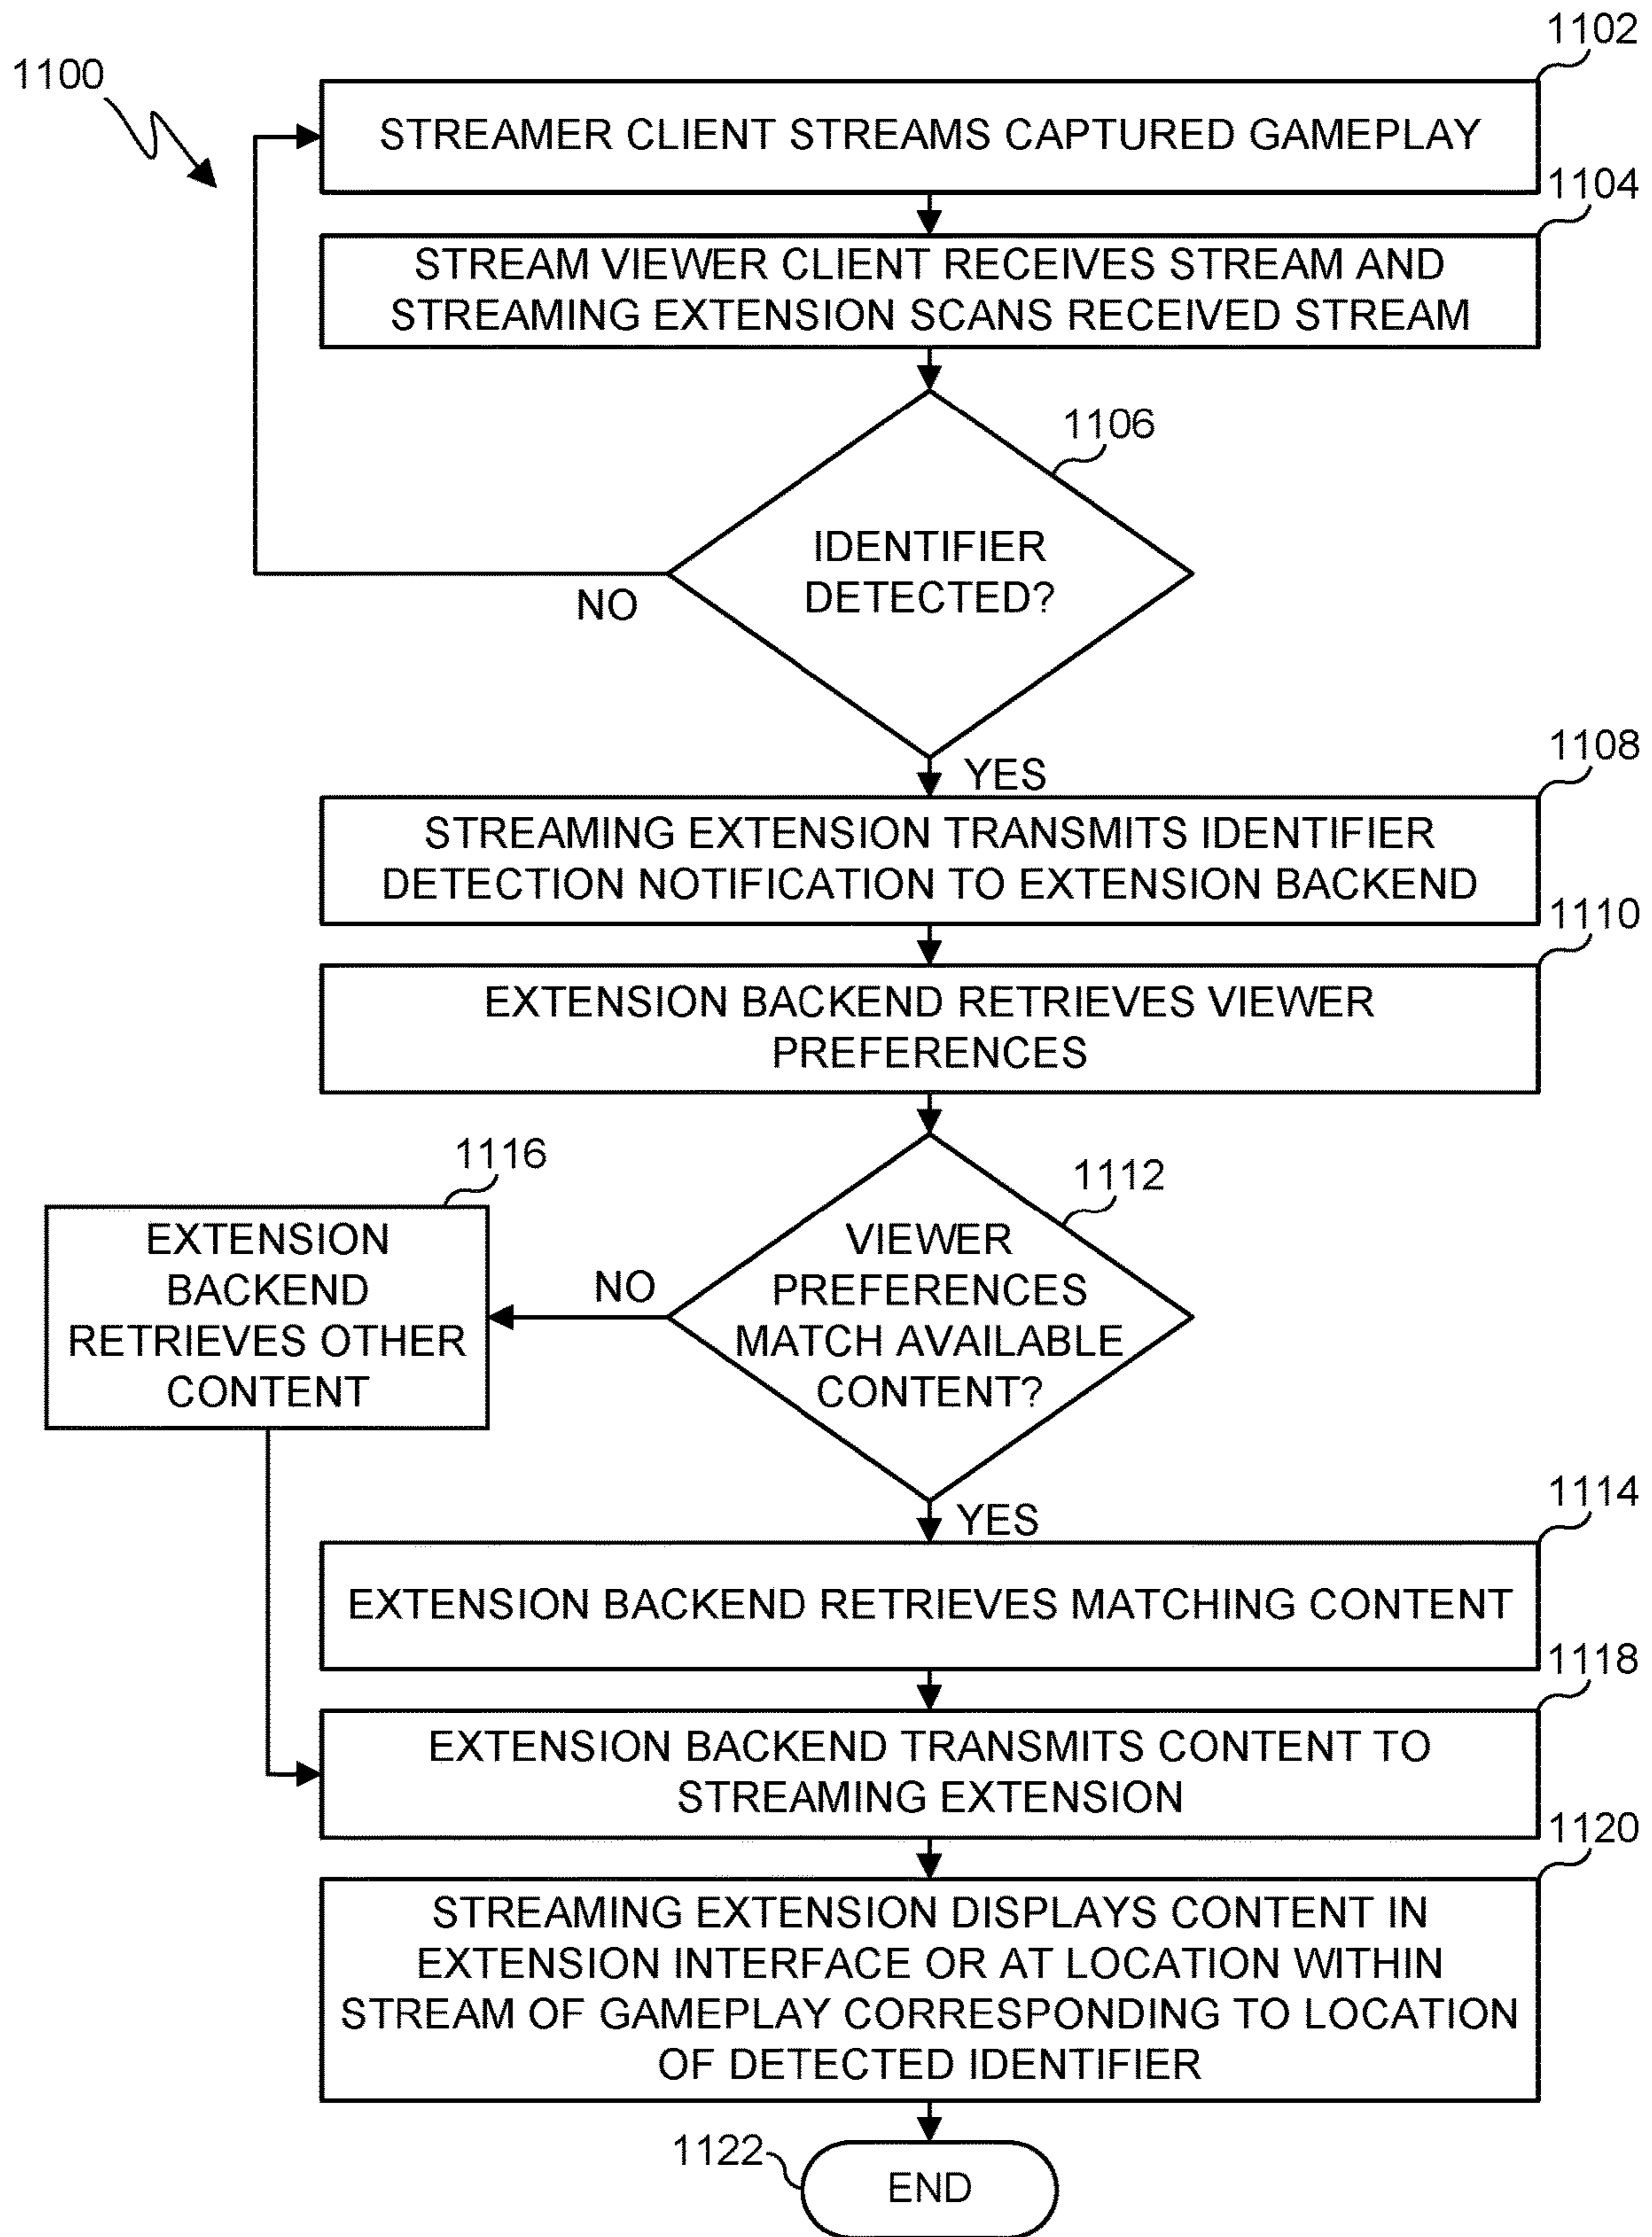 1100
1102
STREAMER CLIENT STREAMS CAPTURED GAMEPLAY
1104
STREAM VIEWER CLIENT RECEIVES STREAM AND
STREAMING EXTENSION SCANS RECEIVED STREAM
1106
IDENTIFIER
DETECTED?
NO
YES
1108
STREAMING EXTENSION TRANSMITS IDENTIFIER
DETECTION NOTIFICATION TO EXTENSION BACKEND
1110
EXTENSION BACKEND RETRIEVES VIEWER
PREFERENCES
1112
VIEWER
PREFERENCES
MATCH AVAILABLE
CONTENT?
NO
1116
EXTENSION
BACKEND
RETRIEVES OTHER
CONTENT
YES
1114
EXTENSION BACKEND RETRIEVES MATCHING CONTENT
1118
EXTENSION BACKEND TRANSMITS CONTENT TO
STREAMING EXTENSION
1120
STREAMING EXTENSION DISPLAYS CONTENT IN
EXTENSION INTERFACE OR AT LOCATION WITHIN
STREAM OF GAMEPLAY CORRESPONDING TO LOCATION
OF DETECTED IDENTIFIER
1122
END